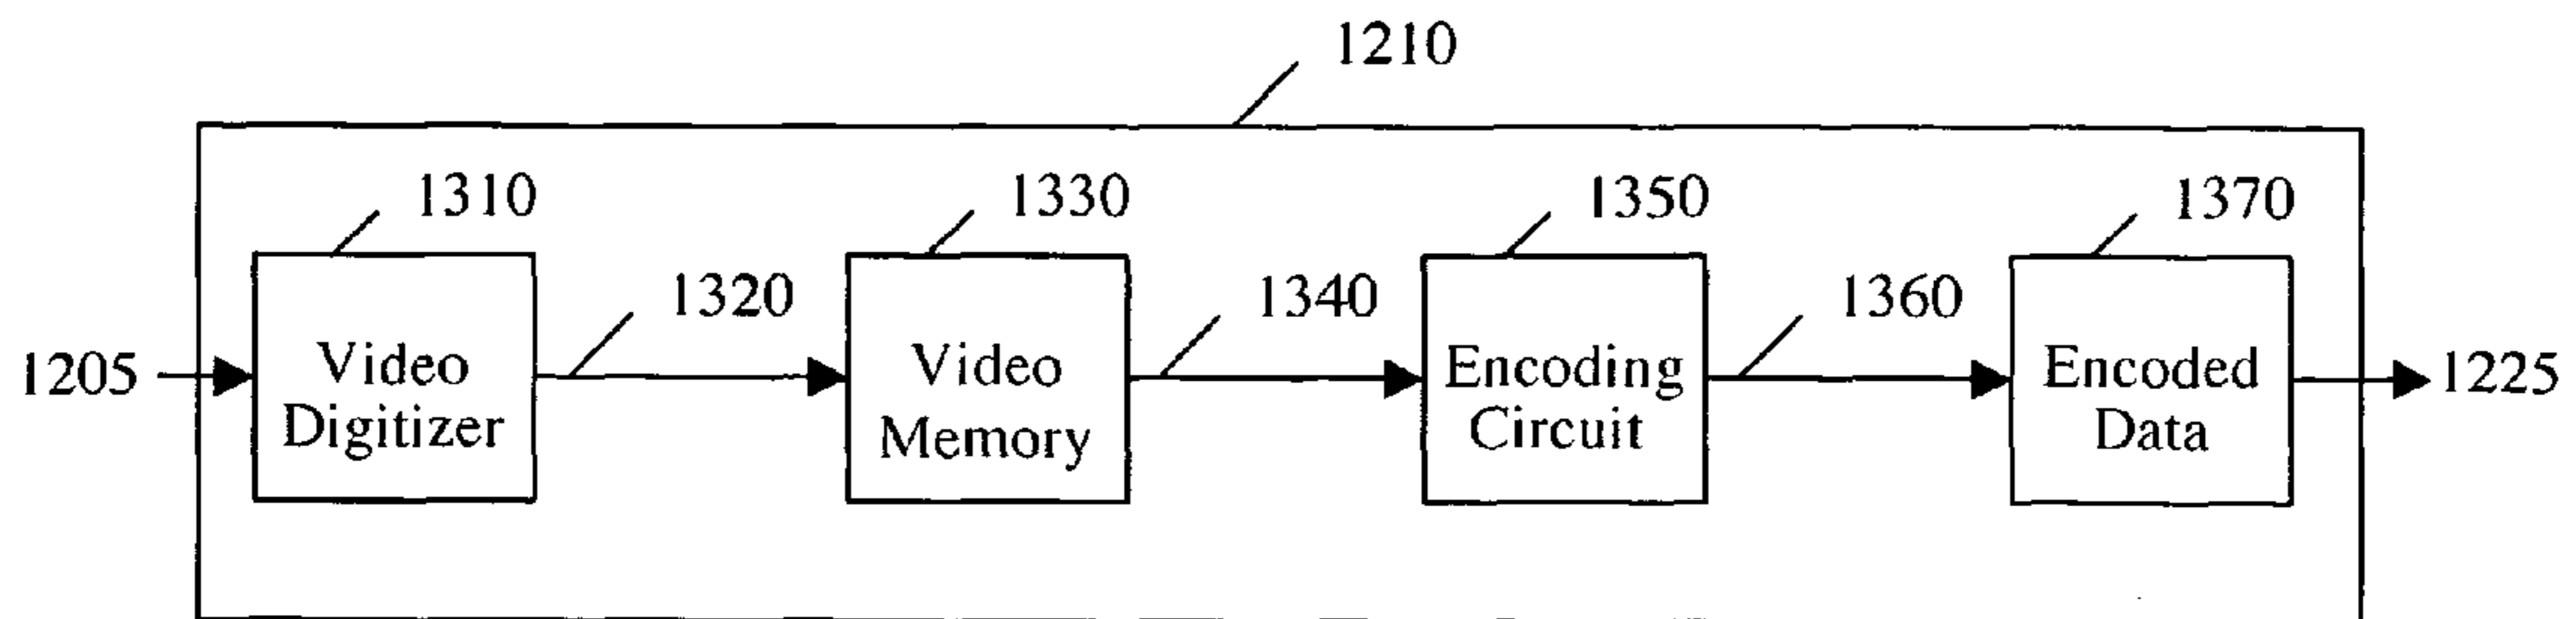 1210
1310
1330
1350
1370
1320
1340
1360
1205
Video
Digitizer
Video
Memory
Encoding
Circuit
Encoded
Data
1225